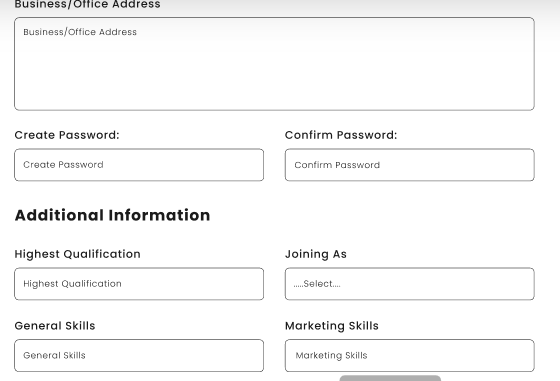 Business/Office Address
Business/Office Address
Create Password:
Confirm Password:
Create Password
Confirm Password
Additional Information
Highest Qualification
Joining As
Highest Qualification
.....Select....
General Skills
Marketing Skills
General Skills
Marketing Skills